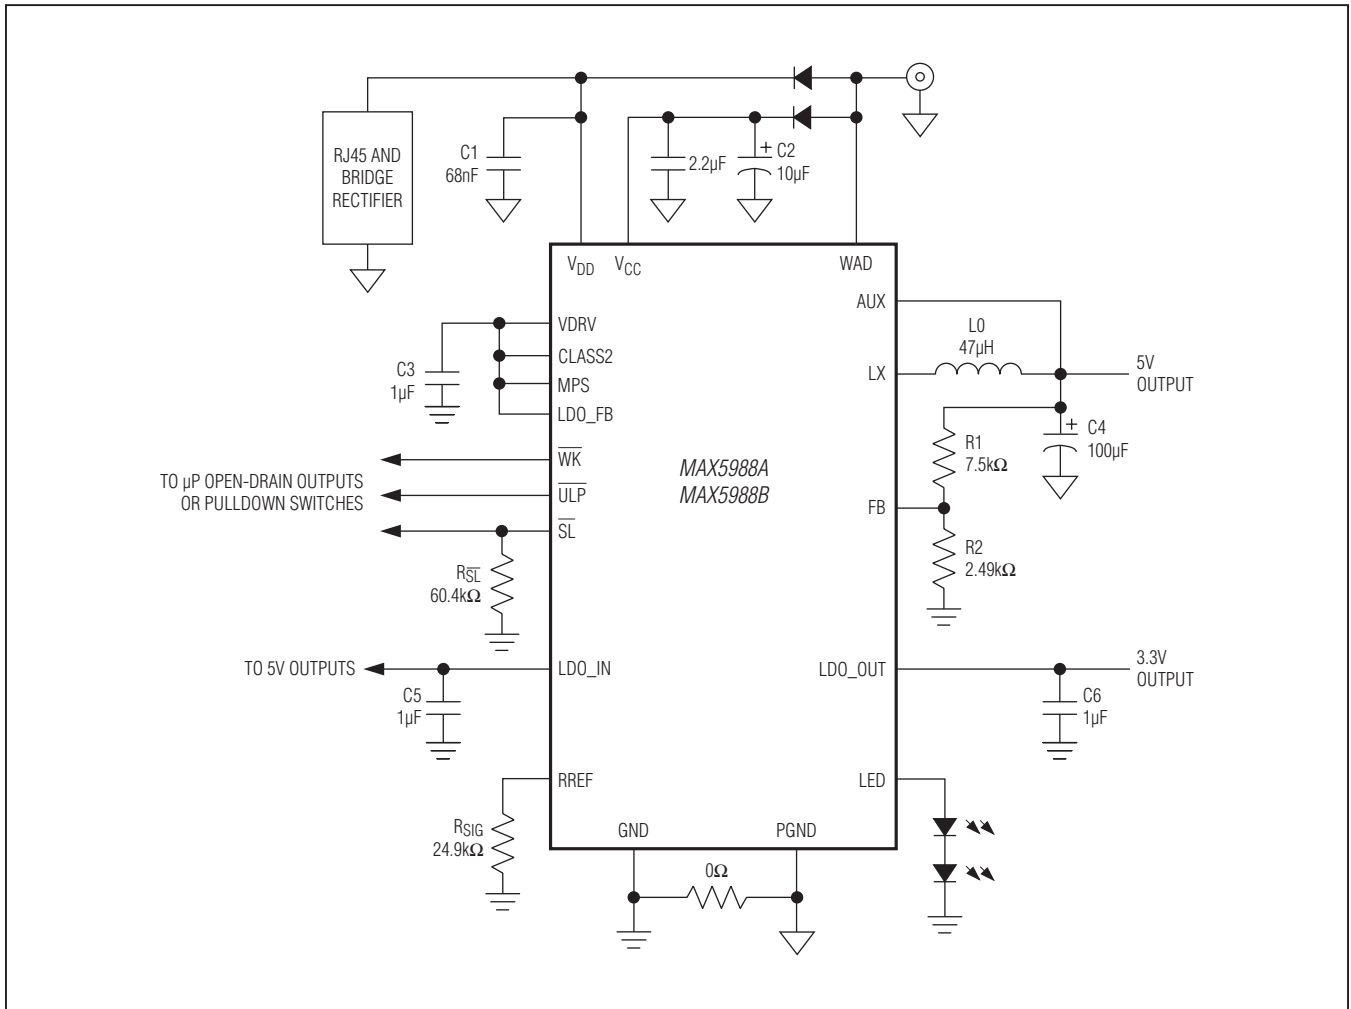 RJ45 AND
BRIDGE
RECTIFIER
C1
68nF
2.2µF
+ C2
10µF
VDD
VCC
WAD
AUX
VDRV
CLASS2
MPS
LDO_FB
C3
1µF
L0
47µH
LX
5V
OUTPUT
+ C4
100µF
R1
7.5kΩ
FB
R2
2.49kΩ
WK
ULP
SL
TO µP OPEN-DRAIN OUTPUTS
OR PULLDOWN SWITCHES
MAX5988A
MAX5988B
RSL
60.4kΩ
TO 5V OUTPUTS
LDO_IN
C5
1µF
LDO_OUT
3.3V
OUTPUT
C6
1µF
RREF
RSIG
24.9kΩ
LED
GND
PGND
0Ω